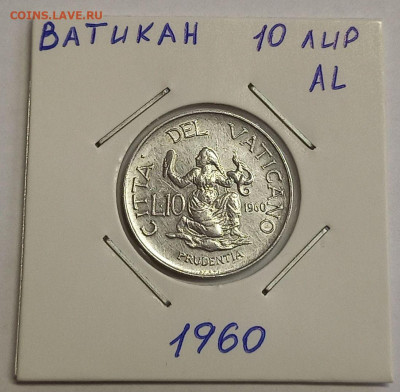 COINS.LAVE.RU
ВАТИКАН 10 ЛИР
AL
CITTA' DEL VATICANO
L.10 1960
PRUDENTIA
1960